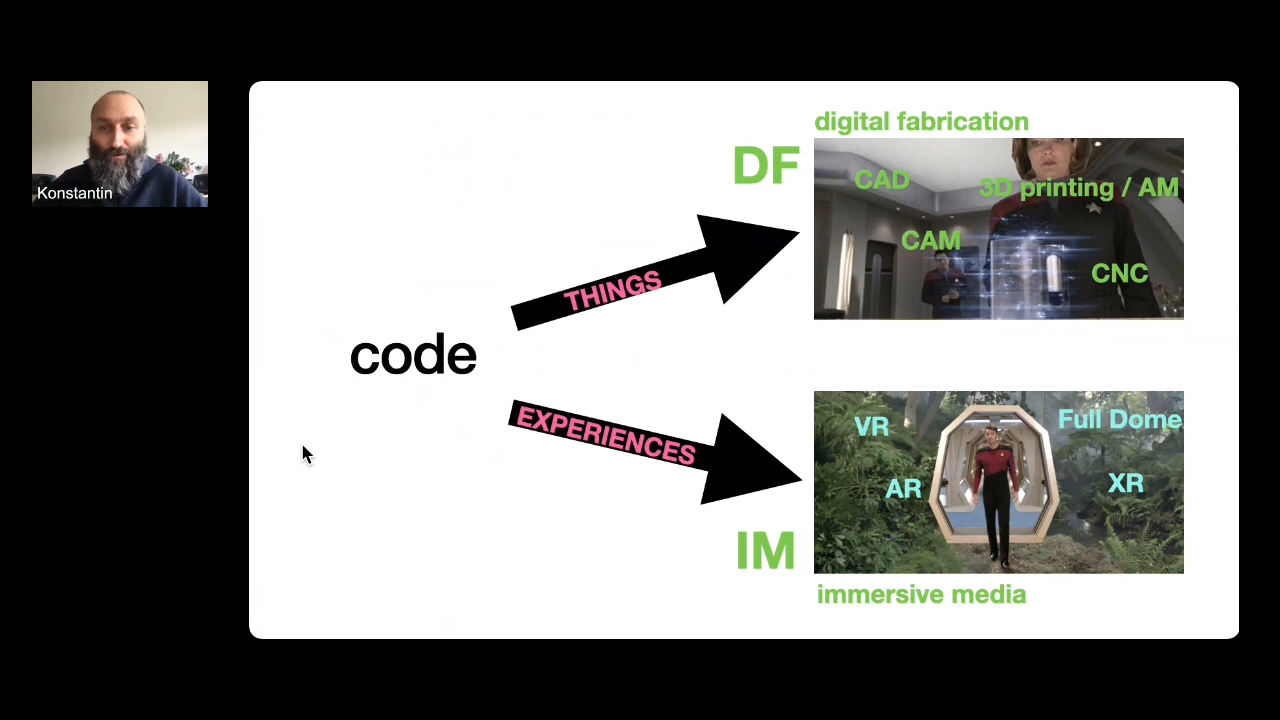 Konstantin
digital fabrication
DF
CAD
3D printing / AM
CAM
CNC
THINGS
code
EXPERIENCES
VR
Full Dome
AR
XR
IM
immersive media